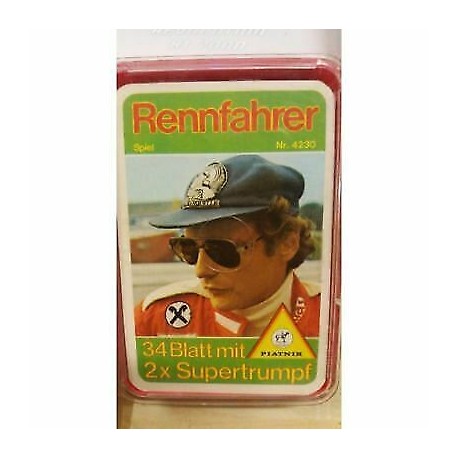 Rennfahrer
Spiel Nr. 4230
34 Blatt mit
PIATNIK
2x Supertrumpf